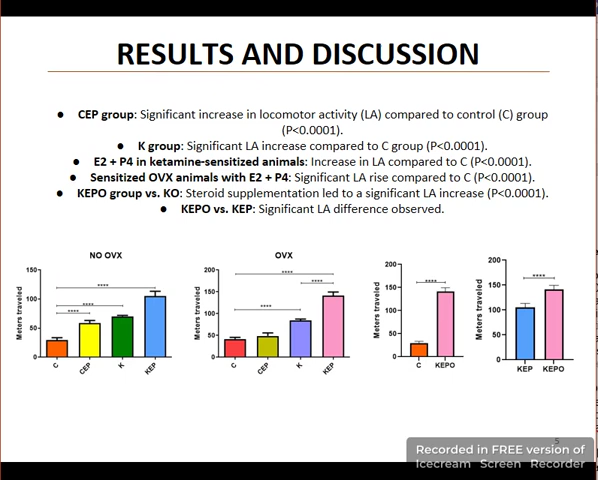 RESULTS AND DISCUSSION
● CEP group: Significant increase in locomotor activity (LA) compared to control (C) group
(P<0.0001).
● K group: Significant LA increase compared to C group (P<0.0001).
● E2 + P4 in ketamine-sensitized animals: Increase in LA compared to C (P<0.0001).
● Sensitized OVX animals with E2 + P4: Significant LA rise compared to C (P<0.0001).
● KEPO group vs. KO: Steroid supplementation led to a significant LA increase (P<0.0001).
● KEPO vs. KEP: Significant LA difference observed.
NO OVX
Meters traveled
150
100
50
0
****
****
****
C CEP K KEP
OVX
Meters traveled
200
150
100
50
0
****
****
****
C CEP K KEP
Meters traveled
200
150
100
50
0
****
C KEPO
Meters traveled
200
150
100
50
0
****
KEP KEPO
5
Recorded in FREE version of
Icecream Screen Recorder